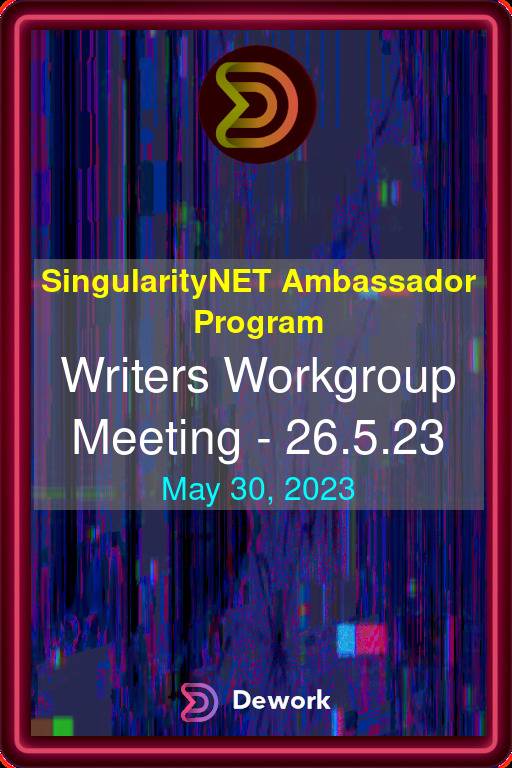 SingularityNET Ambassador
Program
Writers Workgroup
Meeting - 26.5.23
May 30, 2023
Dework